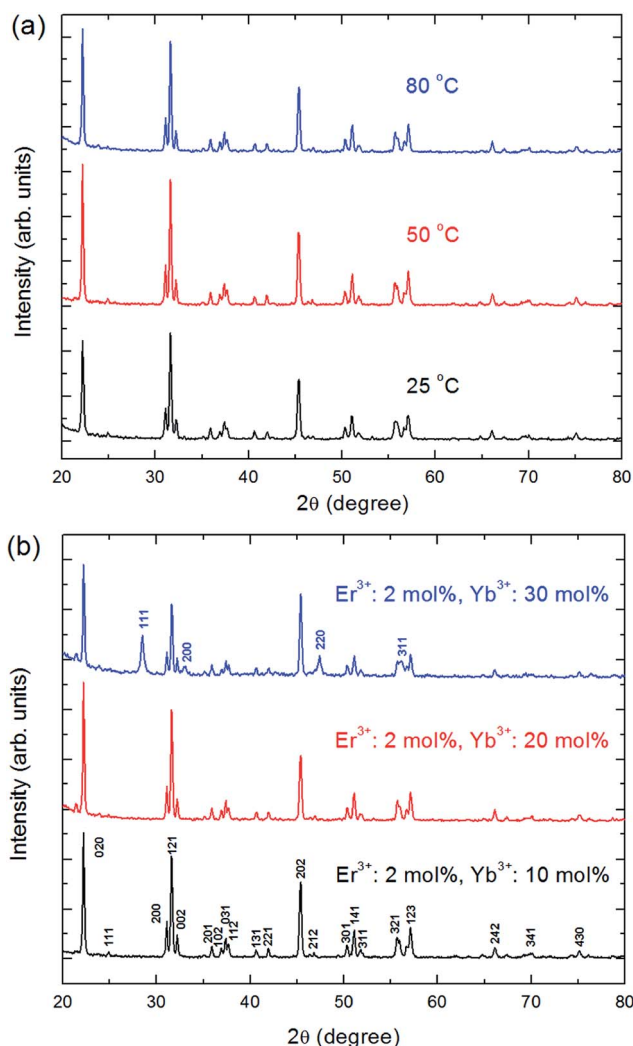 (a)
80 °C
50 °C
25 °C
Intensity (arb. units)
20 30 40 50 60 70 80
2θ (degree)
(b)
Er³⁺: 2 mol%, Yb³⁺: 30 mol%
111
200
220
311
Er³⁺: 2 mol%, Yb³⁺: 20 mol%
Er³⁺: 2 mol%, Yb³⁺: 10 mol%
020
111
200
121
002
201
102
031
112
131
221
202
212
301
141
311
321
123
242
341
430
Intensity (arb. units)
20 30 40 50 60 70 80
2θ (degree)